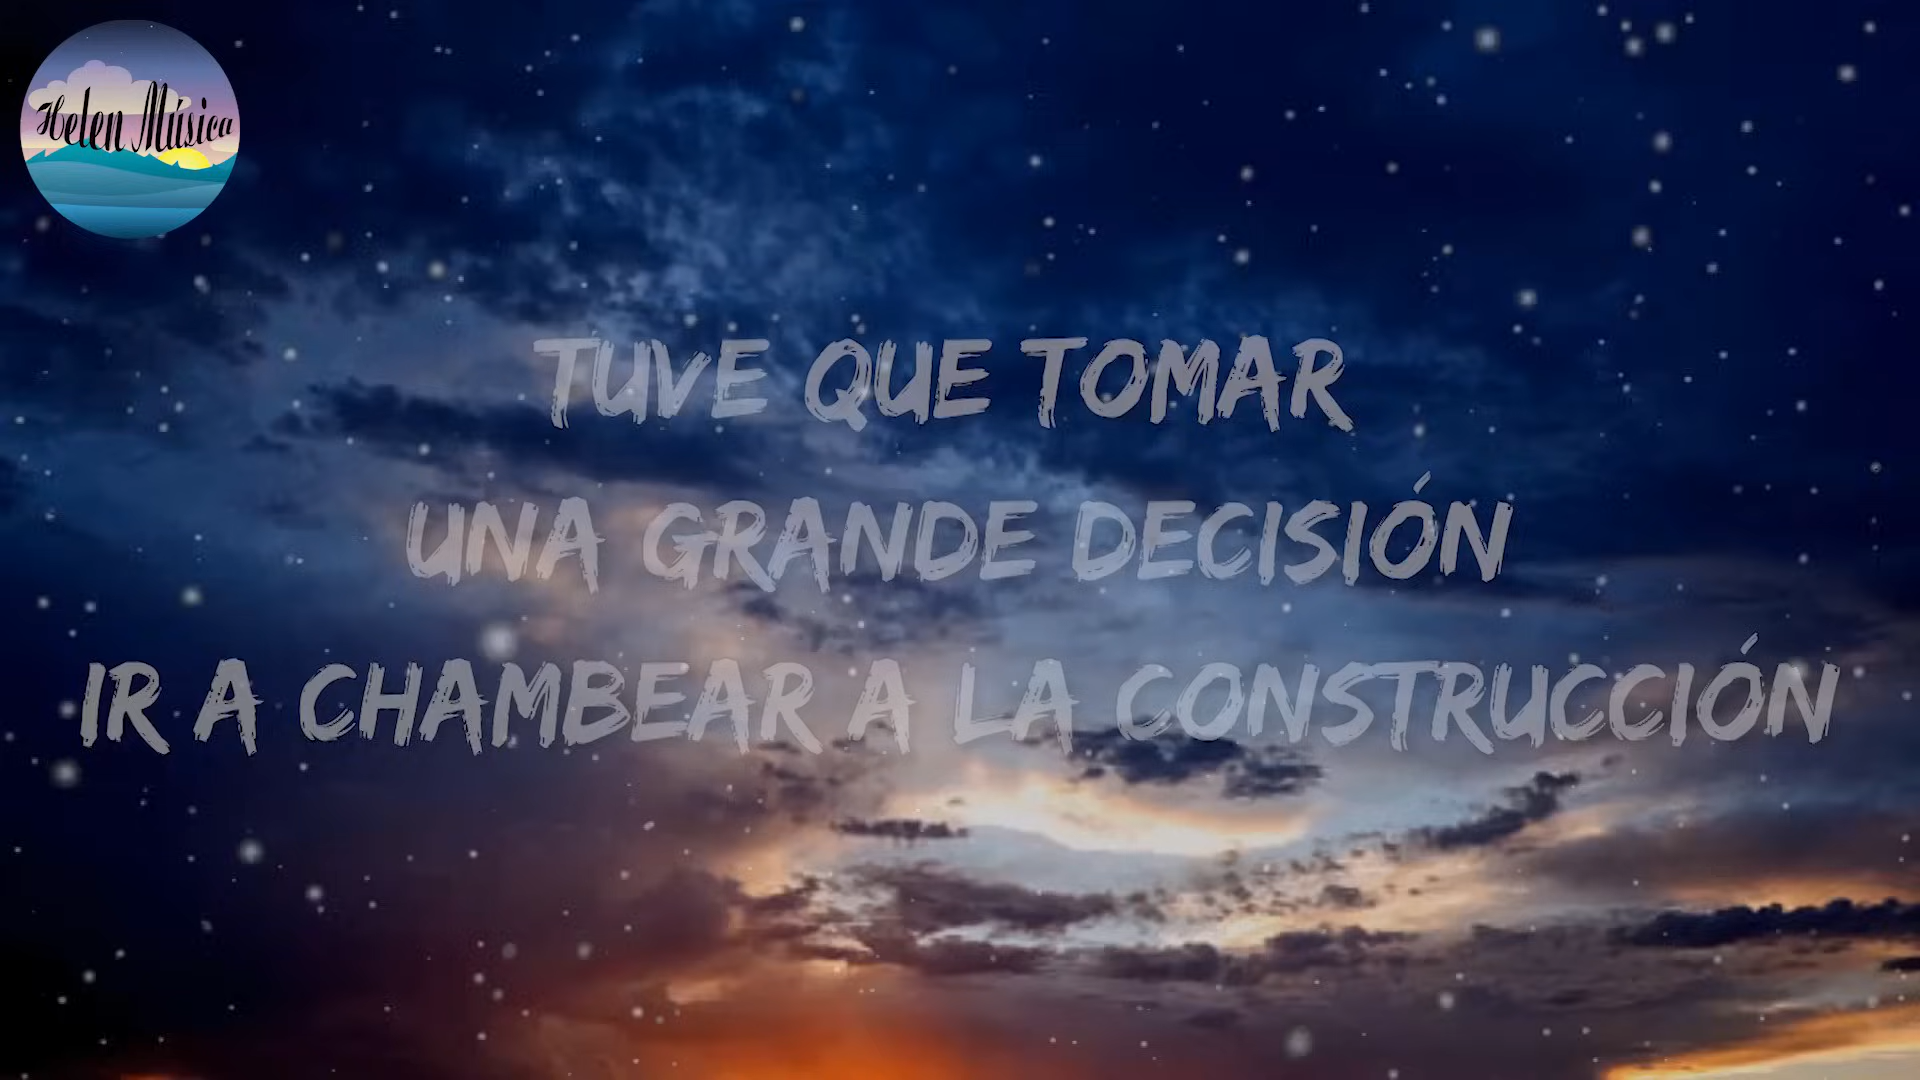 Helen Música
TUVE QUE TOMAR
UNA GRANDE DECISIÓN
IR A CHAMBEAR A LA CONSTRUCCIÓN